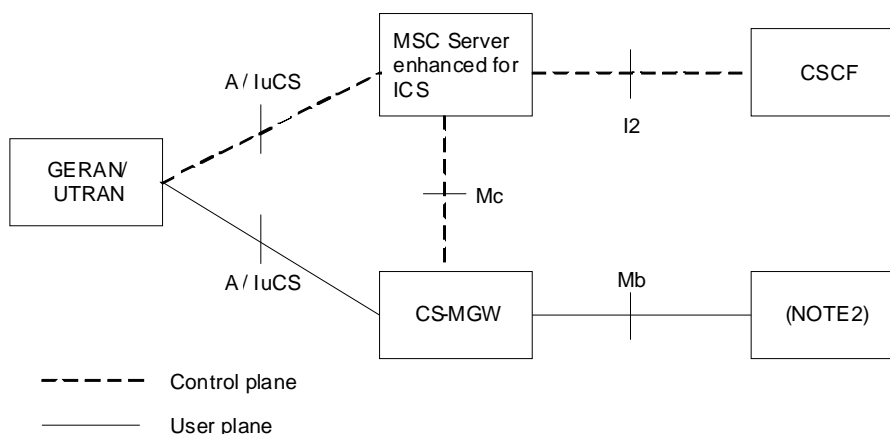 MSC Server
enhanced for
ICS
CSCF
A / IuCS
I2
GERAN/
UTRAN
Mc
A / IuCS
Mb
CS-MGW
(NOTE2)
Control plane
User plane